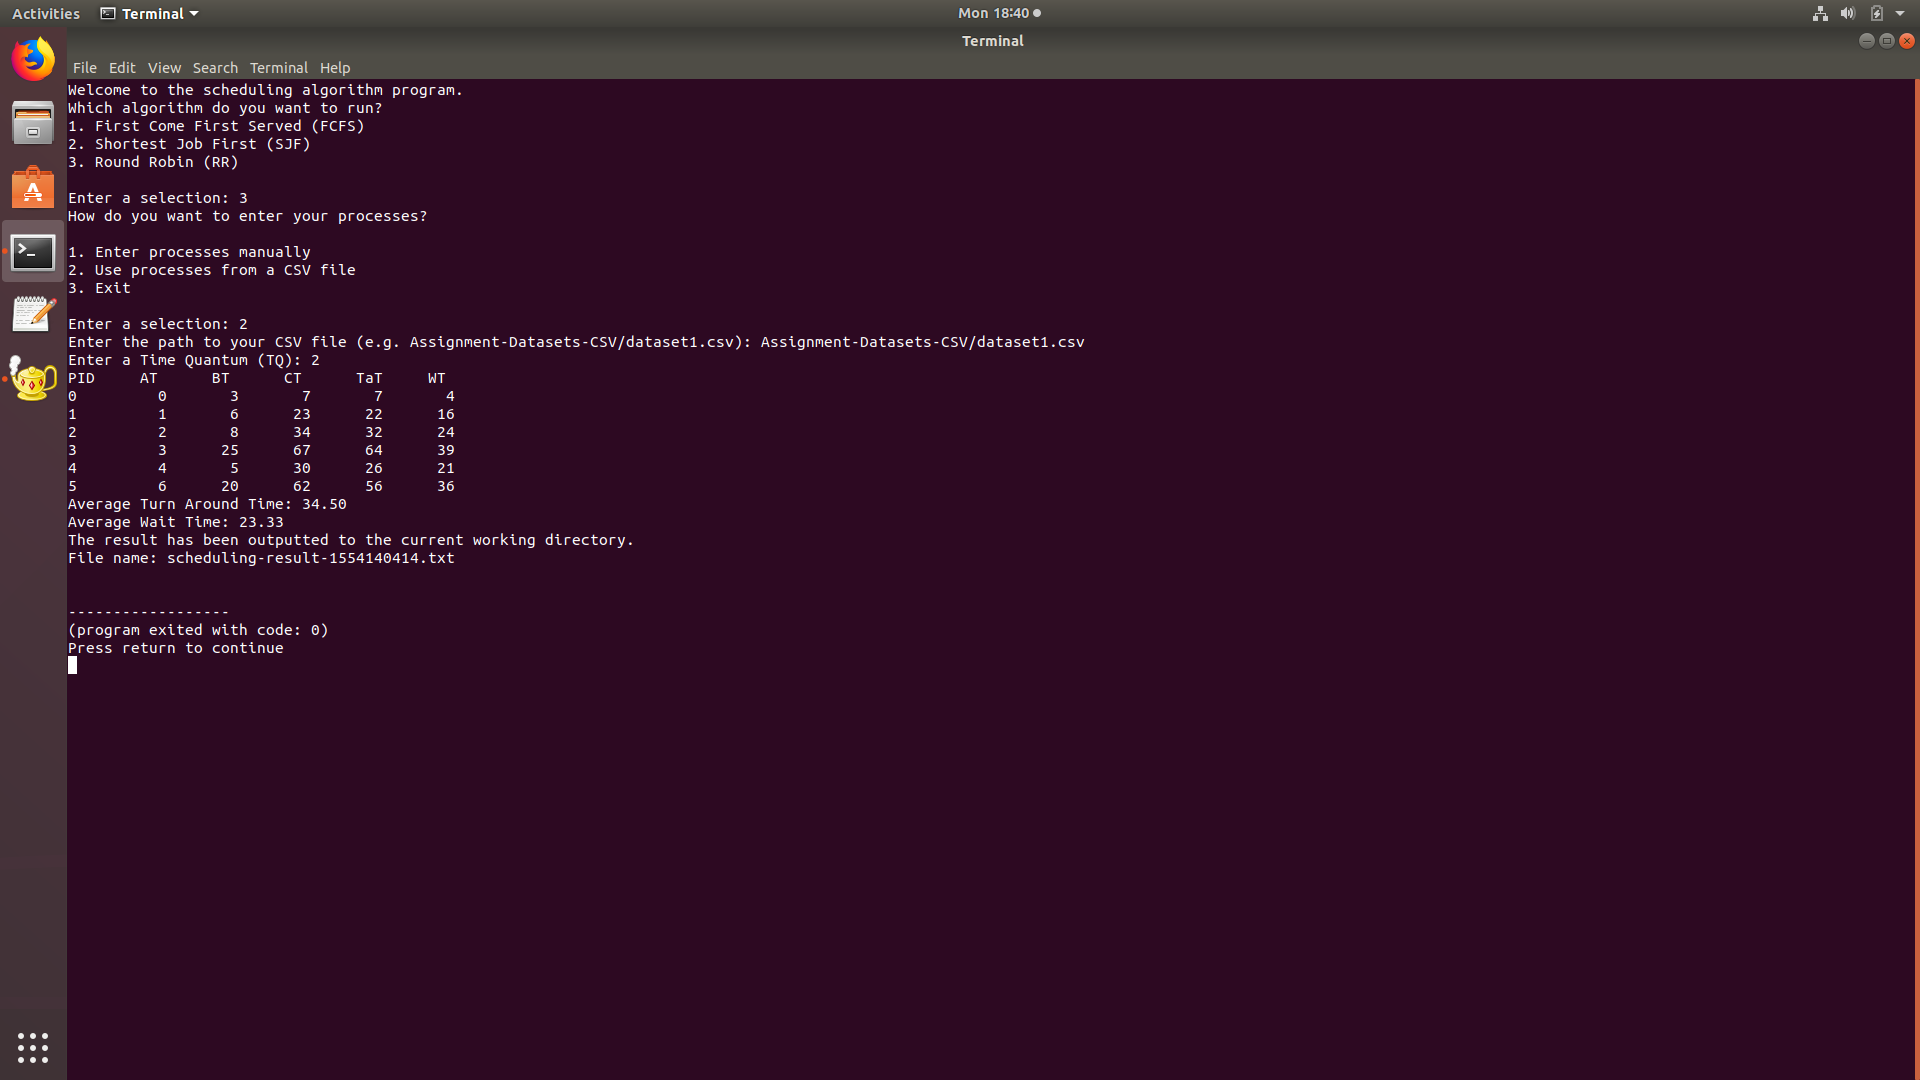 Activities Terminal Mon 18:40
Terminal
File Edit View Search Terminal Help
Welcome to the scheduling algorithm program.
Which algorithm do you want to run?
1. First Come First Served (FCFS)
2. Shortest Job First (SJF)
3. Round Robin (RR)
Enter a selection: 3
How do you want to enter your processes?
1. Enter processes manually
2. Use processes from a CSV file
3. Exit
Enter a selection: 2
Enter the path to your CSV file (e.g. Assignment-Datasets-CSV/dataset1.csv): Assignment-Datasets-CSV/dataset1.csv
Enter a Time Quantum (TQ): 2
PID AT BT CT TaT WT
0 0 3 7 7 4
1 1 6 23 22 16
2 2 8 34 32 24
3 3 25 67 64 39
4 4 5 30 26 21
5 6 20 62 56 36
Average Turn Around Time: 34.50
Average Wait Time: 23.33
The result has been outputted to the current working directory.
File name: scheduling-result-1554140414.txt
------------------
(program exited with code: 0)
Press return to continue